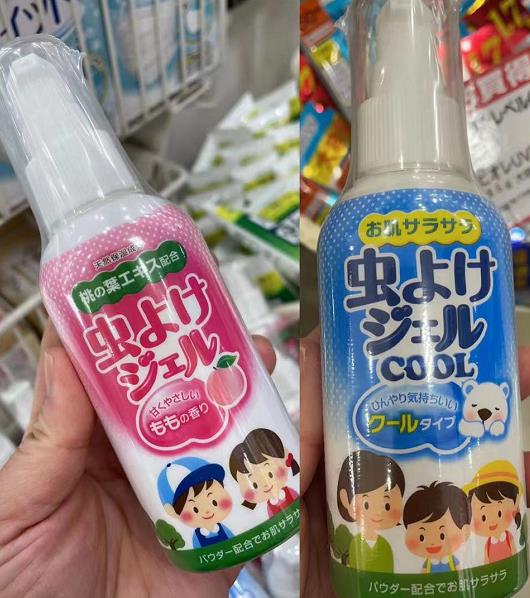 天然保湿成分
桃の葉エキス配合
虫よけ
ジェル
甘くやさしい
ももの香り
パウダー配合でお肌サラサラ
お肌サラサラ
虫よけ
ジェル
COOL
ひんやり気持ちいい
クールタイプ
パウダー配合でお肌サラサラ